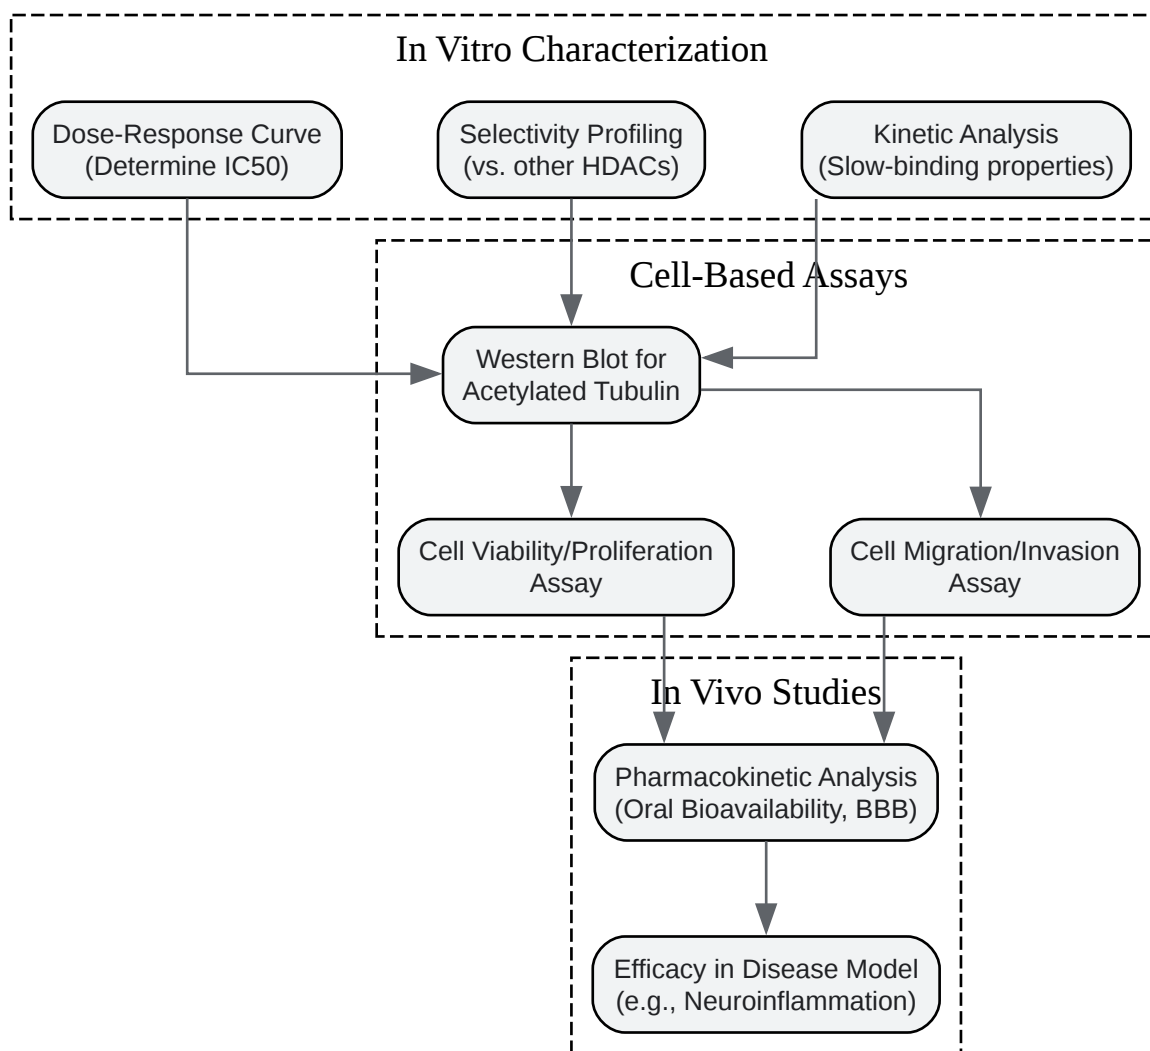 In Vitro Characterization
Dose-Response Curve
(Determine IC50)
Selectivity Profiling
(vs. other HDACs)
Kinetic Analysis
(Slow-binding properties)
Cell-Based Assays
Western Blot for
Acetylated Tubulin
Cell Viability/Proliferation
Assay
Cell Migration/Invasion
Assay
In Vivo Studies
Pharmacokinetic Analysis
(Oral Bioavailability, BBB)
Efficacy in Disease Model
(e.g., Neuroinflammation)